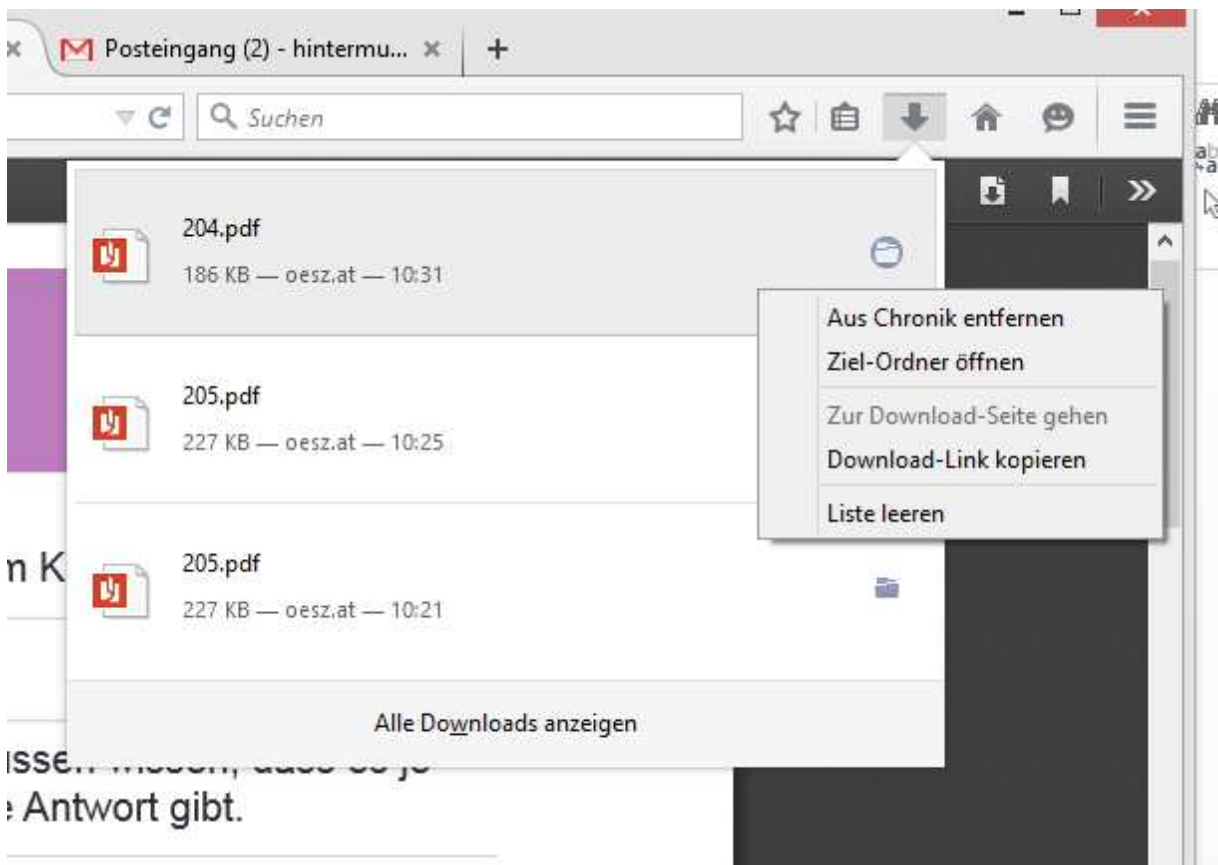 Posteingang (2) - hintermu...
Suchen
204.pdf
186 KB — oesz.at — 10:31
Aus Chronik entfernen
Ziel-Ordner öffnen
Zur Download-Seite gehen
Download-Link kopieren
Liste leeren
205.pdf
227 KB — oesz.at — 10:25
m K
205.pdf
227 KB — oesz.at — 10:21
Alle Downloads anzeigen
e Antwort gibt.